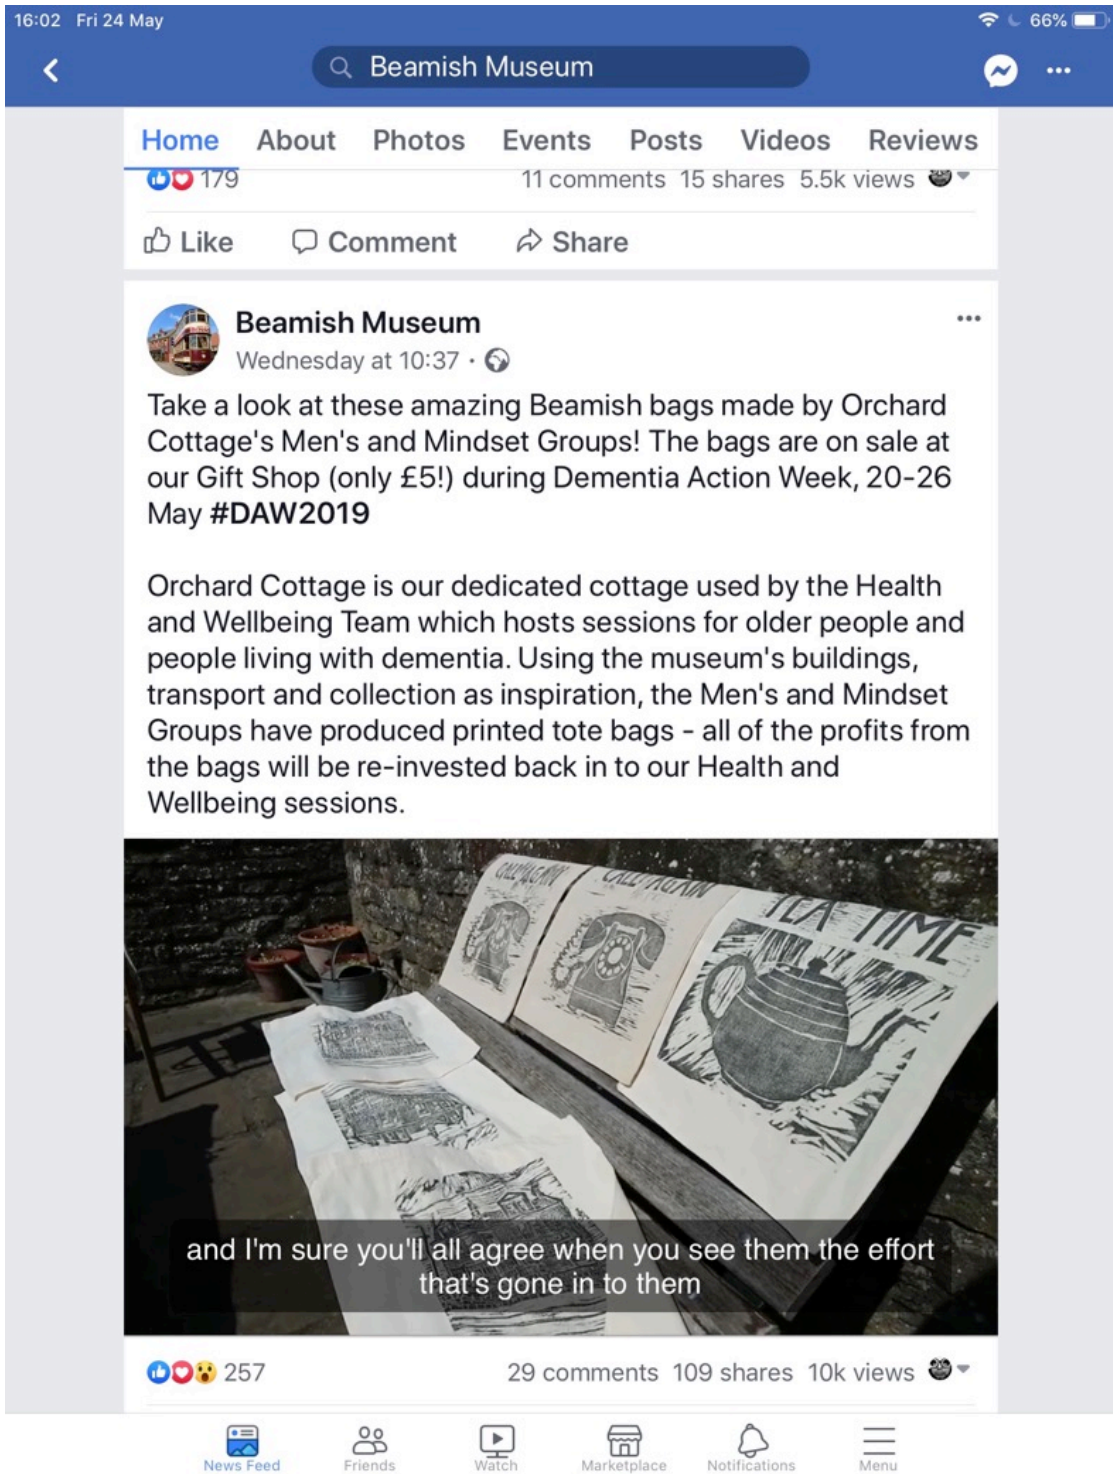 16:02 Fri 24 May 66%
Beamish Museum
Home About Photos Events Posts Videos Reviews
179 11 comments 15 shares 5.5k views
Like Comment Share
Beamish Museum
Wednesday at 10:37 ·
Take a look at these amazing Beamish bags made by Orchard
Cottage's Men's and Mindset Groups! The bags are on sale at
our Gift Shop (only £5!) during Dementia Action Week, 20-26
May #DAW2019
Orchard Cottage is our dedicated cottage used by the Health
and Wellbeing Team which hosts sessions for older people and
people living with dementia. Using the museum's buildings,
transport and collection as inspiration, the Men's and Mindset
Groups have produced printed tote bags - all of the profits from
the bags will be re-invested back in to our Health and
Wellbeing sessions.
CALL AGAIN
CALL AGAIN
TEA TIME
and I'm sure you'll all agree when you see them the effort
that's gone in to them
257 29 comments 109 shares 10k views
News Feed Friends Watch Marketplace Notifications Menu